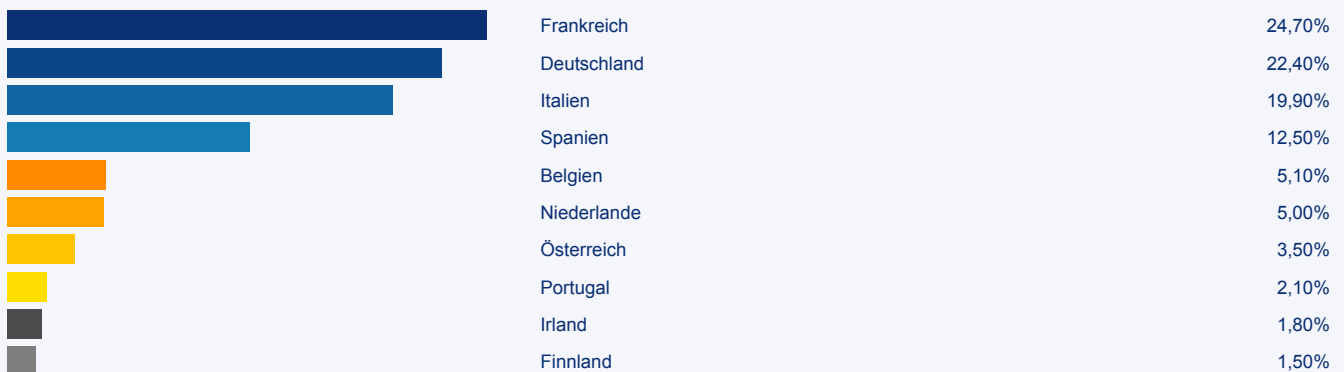 Frankreich 24,70%
Deutschland 22,40%
Italien 19,90%
Spanien 12,50%
Belgien 5,10%
Niederlande 5,00%
Österreich 3,50%
Portugal 2,10%
Irland 1,80%
Finnland 1,50%